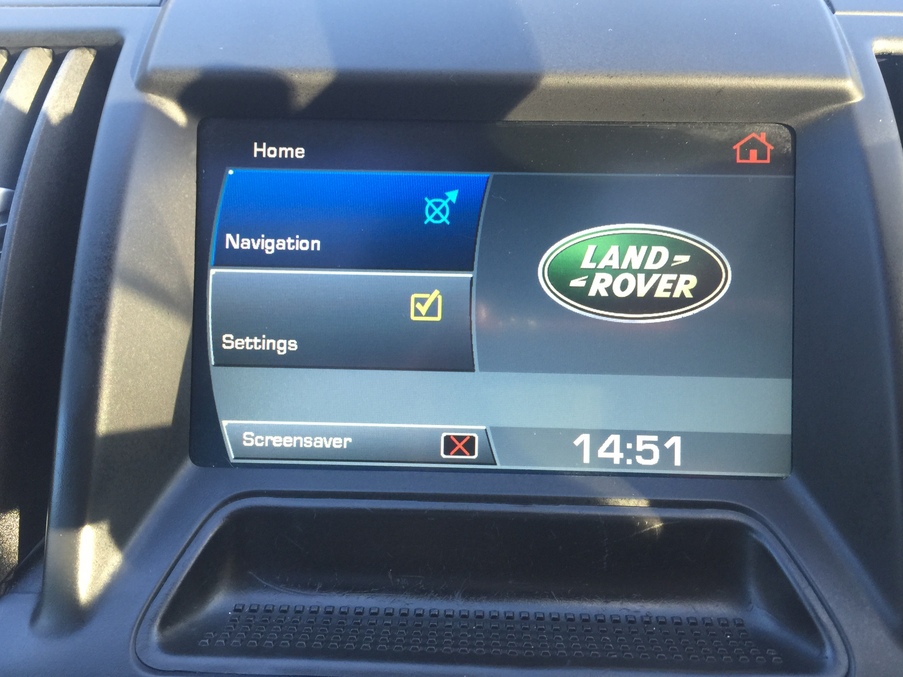 Home
Navigation
LAND
ROVER
Settings
Screensaver
14:51